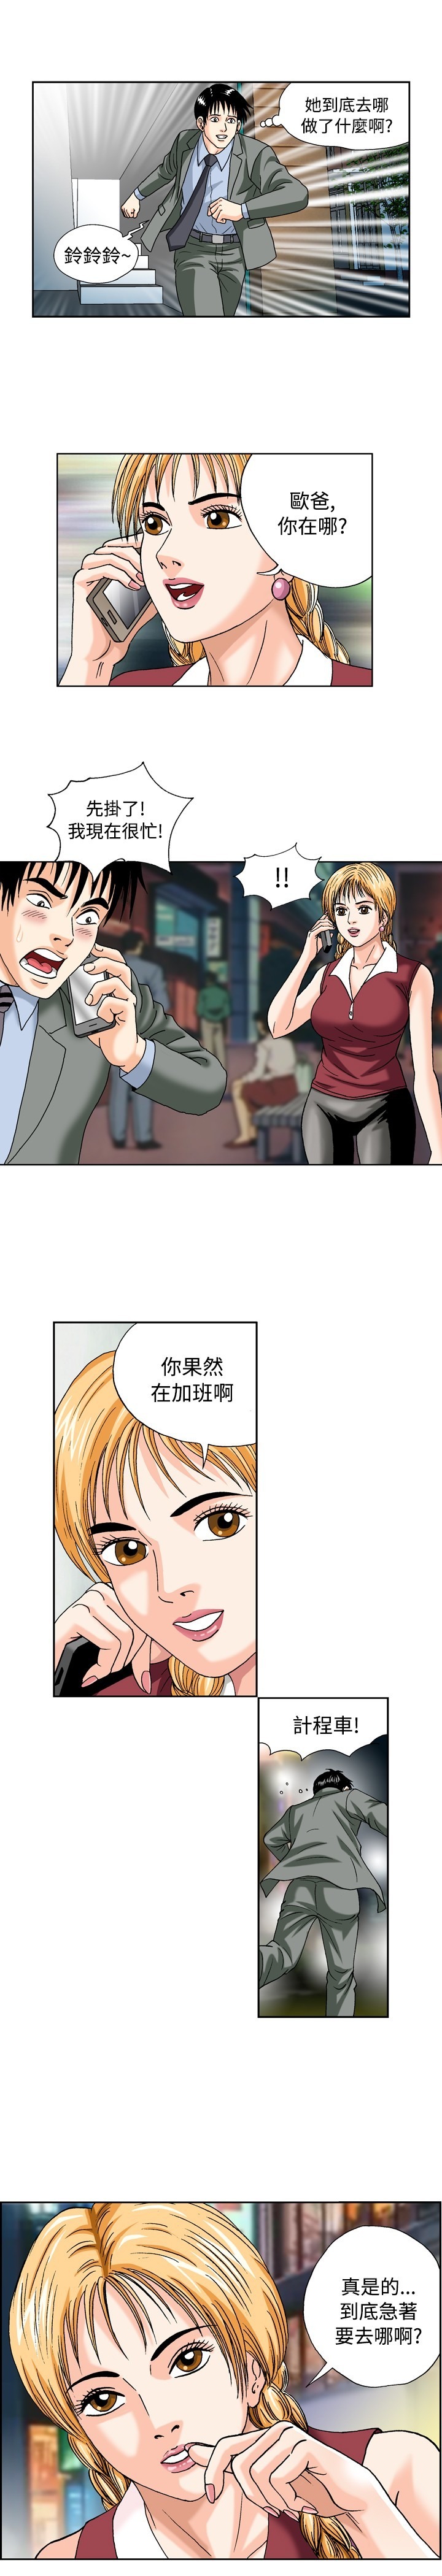 她到底去哪
做了什麼啊?
鈴鈴鈴~
歐爸,
你在哪?
先掛了!
我現在很忙!
!!
你果然
在加班啊
計程車!
真是的...
到底急著
要去哪啊?